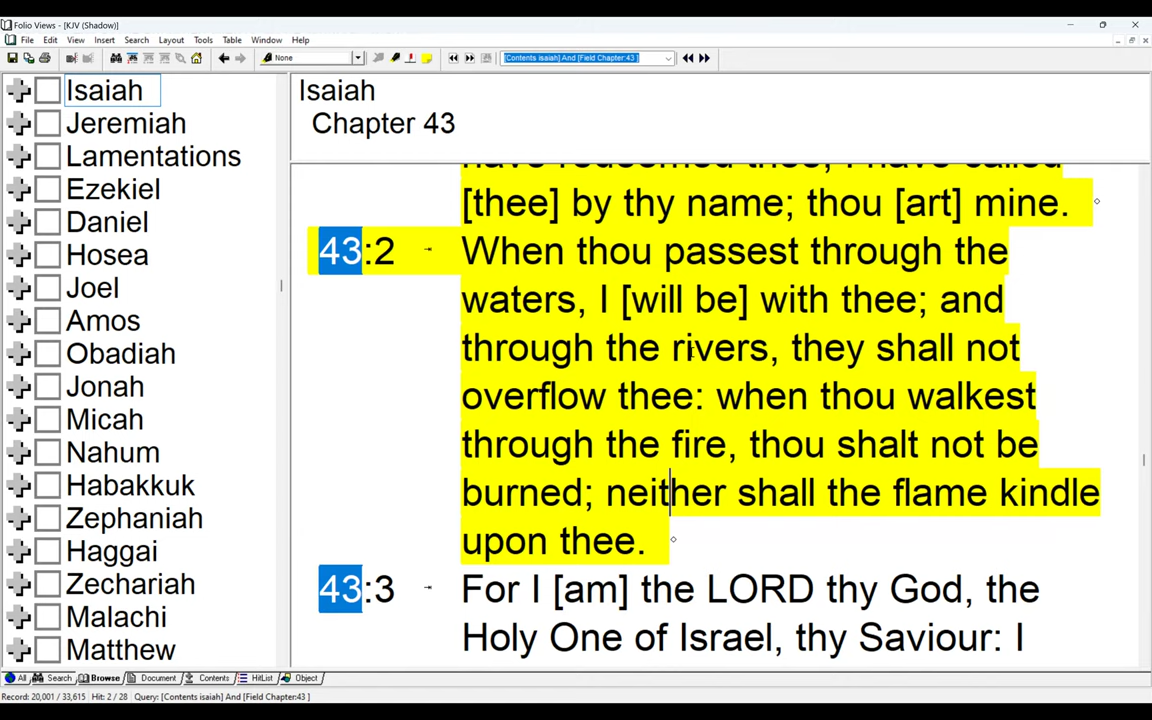 Folio Views - [KJV (Shadow)]
File Edit View Insert Search Layout Tools Table Window Help
None
[Contents isaiah] And [Field Chapter:43 ]
Isaiah
Jeremiah
Lamentations
Ezekiel
Daniel
Hosea
Joel
Amos
Obadiah
Jonah
Micah
Nahum
Habakkuk
Zephaniah
Haggai
Zechariah
Malachi
Matthew
Isaiah
Chapter 43
have redeemed thee, I have called
[thee] by thy name; thou [art] mine.
43:2 When thou passest through the
waters, I [will be] with thee; and
through the rivers, they shall not
overflow thee: when thou walkest
through the fire, thou shalt not be
burned; neither shall the flame kindle
upon thee.
43:3 For I [am] the LORD thy God, the
Holy One of Israel, thy Saviour: I
All Search Browse Document Contents HitList Object
Record: 20,001 / 33,615 Hit: 2 / 28 Query: [Contents isaiah] And [Field Chapter:43 ]